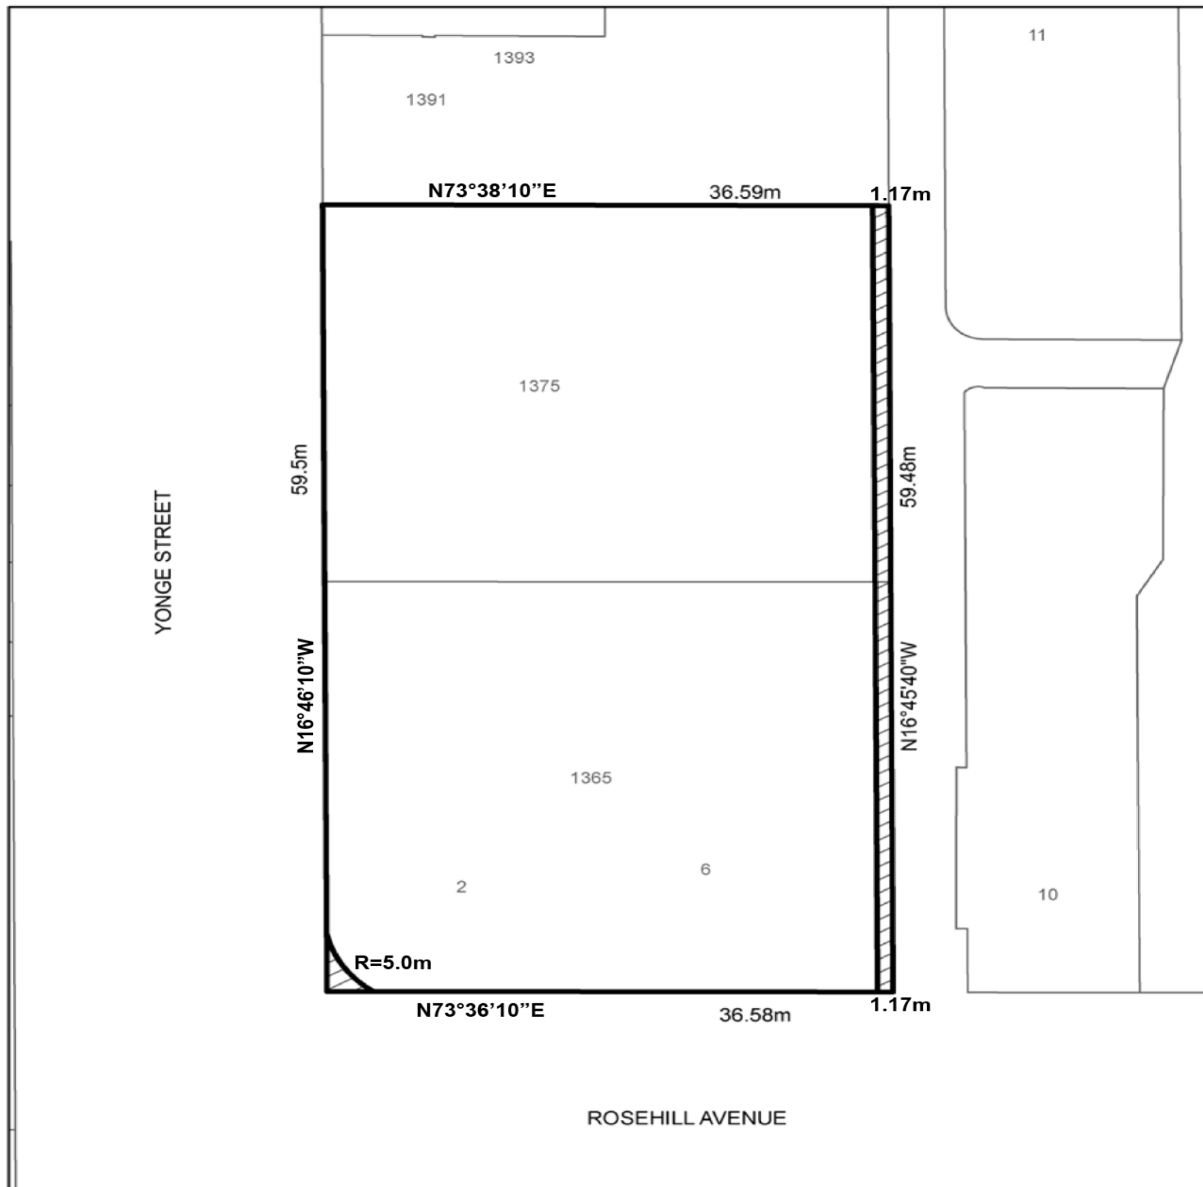 11
1393
1391
N73°38’10”E
36.59m
1.17m
1375
59.5m
59.48m
YONGE STREET
N16°46’10”W
N16°45'40"W
1365
6
2
10
R=5.0m
N73°36’10”E
36.58m
1.17m
ROSEHILL AVENUE